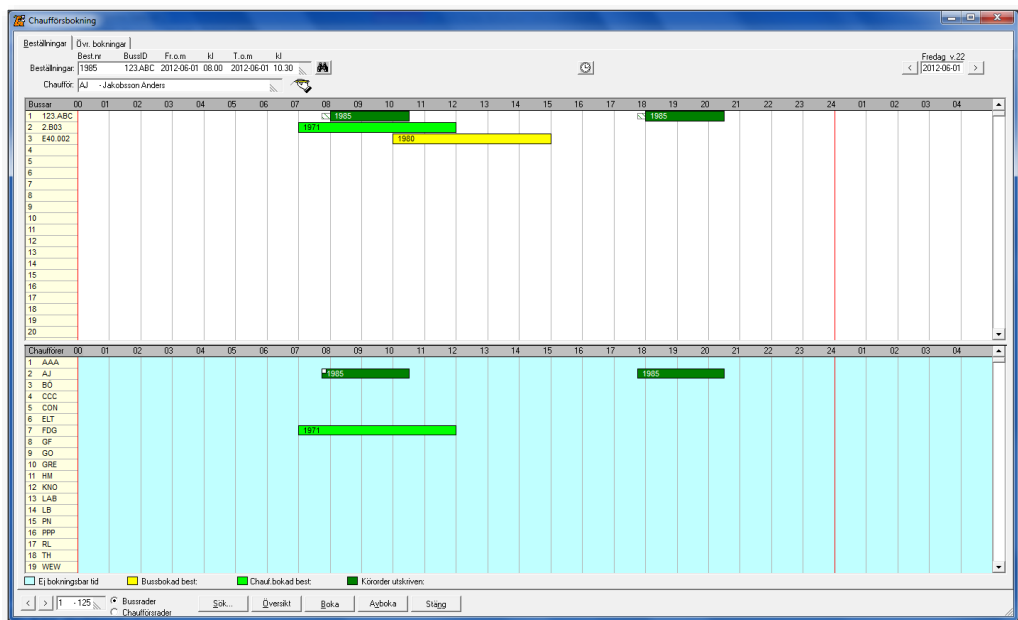 Chaufförsbokning
Beställningar Övr. bokningar
Best.nr BussID Fr.o.m kl T.o.m kl
Beställningar: 1985 123.ABC 2012-06-01 08.00 2012-06-01 10.30
Fredag v.22
< 2012-06-01 >
Chaufför: AJ - Jakobsson Anders
Bussar 00 01 02 03 04 05 06 07 08 09 10 11 12 13 14 15 16 17 18 19 20 21 22 23 24 01 02 03 04
1 123.ABC 1985 1985
2 2.B03 1971
3 E40.002 1980
4
5
6
7
8
9
10
11
12
13
14
15
16
17
18
19
20
Chaufförer 00 01 02 03 04 05 06 07 08 09 10 11 12 13 14 15 16 17 18 19 20 21 22 23 24 01 02 03 04
1 AAA
2 AJ 1985 1985
3 BÖ
4 CCC
5 CON
6 ELT
7 FDG 1971
8 GF
9 GO
10 GRE
11 HM
12 KNO
13 LAB
14 LB
15 PN
16 PPP
17 RL
18 TH
19 WEW
Ej bokningsbar tid Bussbokad best: Chauf.bokad best: Körorder utskriven:
< > 1 - 125 Bussrader
Chaufförsrader
Sök... Översikt Boka Avboka Stäng